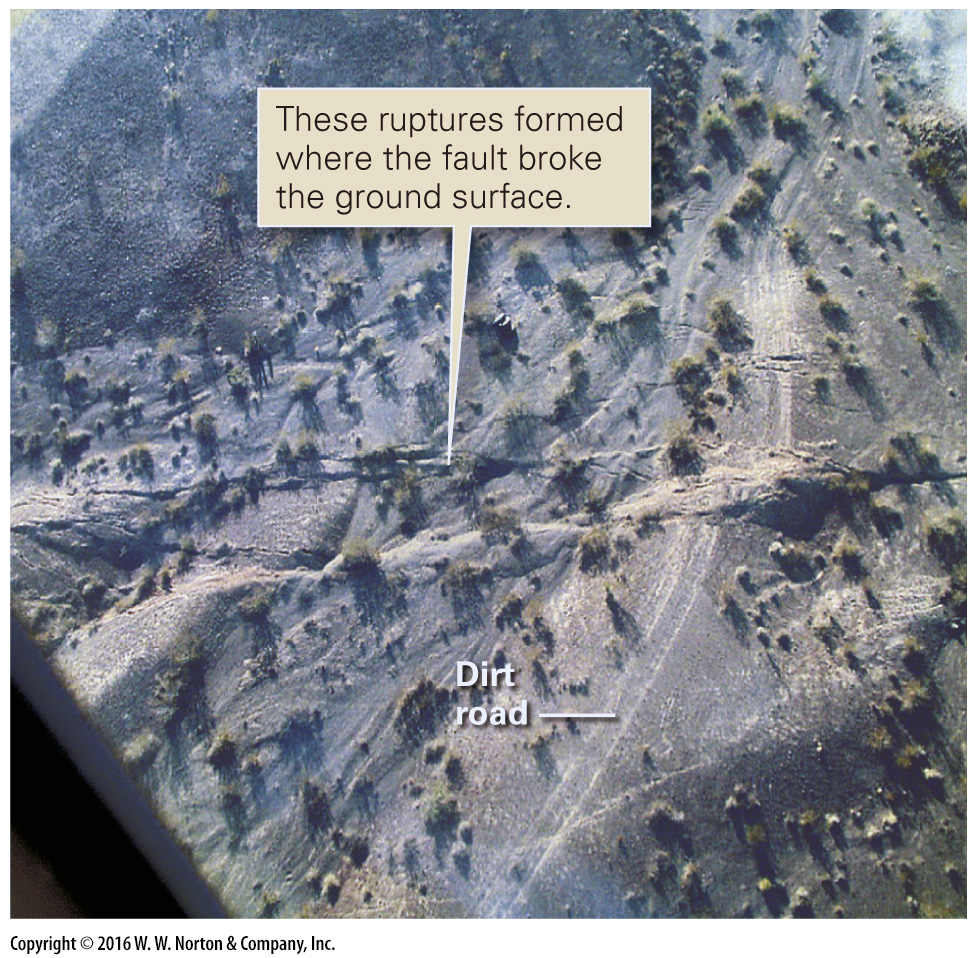 These ruptures formed
where the fault broke
the ground surface.
Dirt
road
Copyright © 2016 W. W. Norton & Company, Inc.